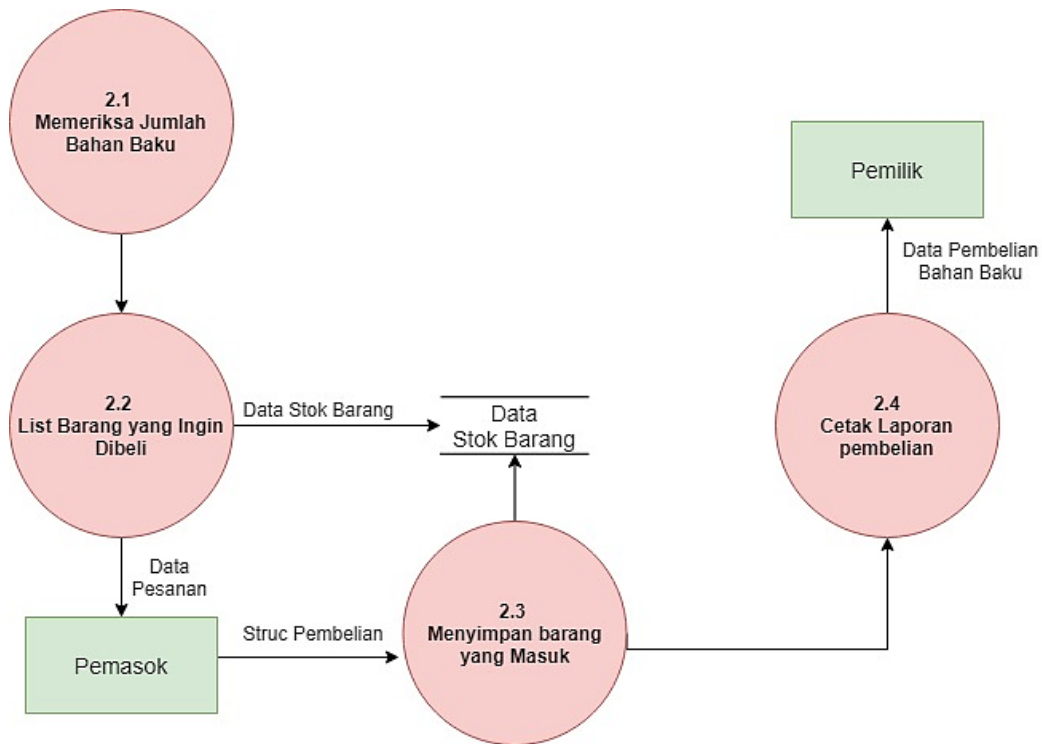 2.1
Memeriksa Jumlah
Bahan Baku
Pemilik
Data Pembelian
Bahan Baku
2.2
List Barang yang Ingin
Dibeli
Data Stok Barang
Data
Stok Barang
2.4
Cetak Laporan
pembelian
Data
Pesanan
Pemasok
Struc Pembelian
2.3
Menyimpan barang
yang Masuk